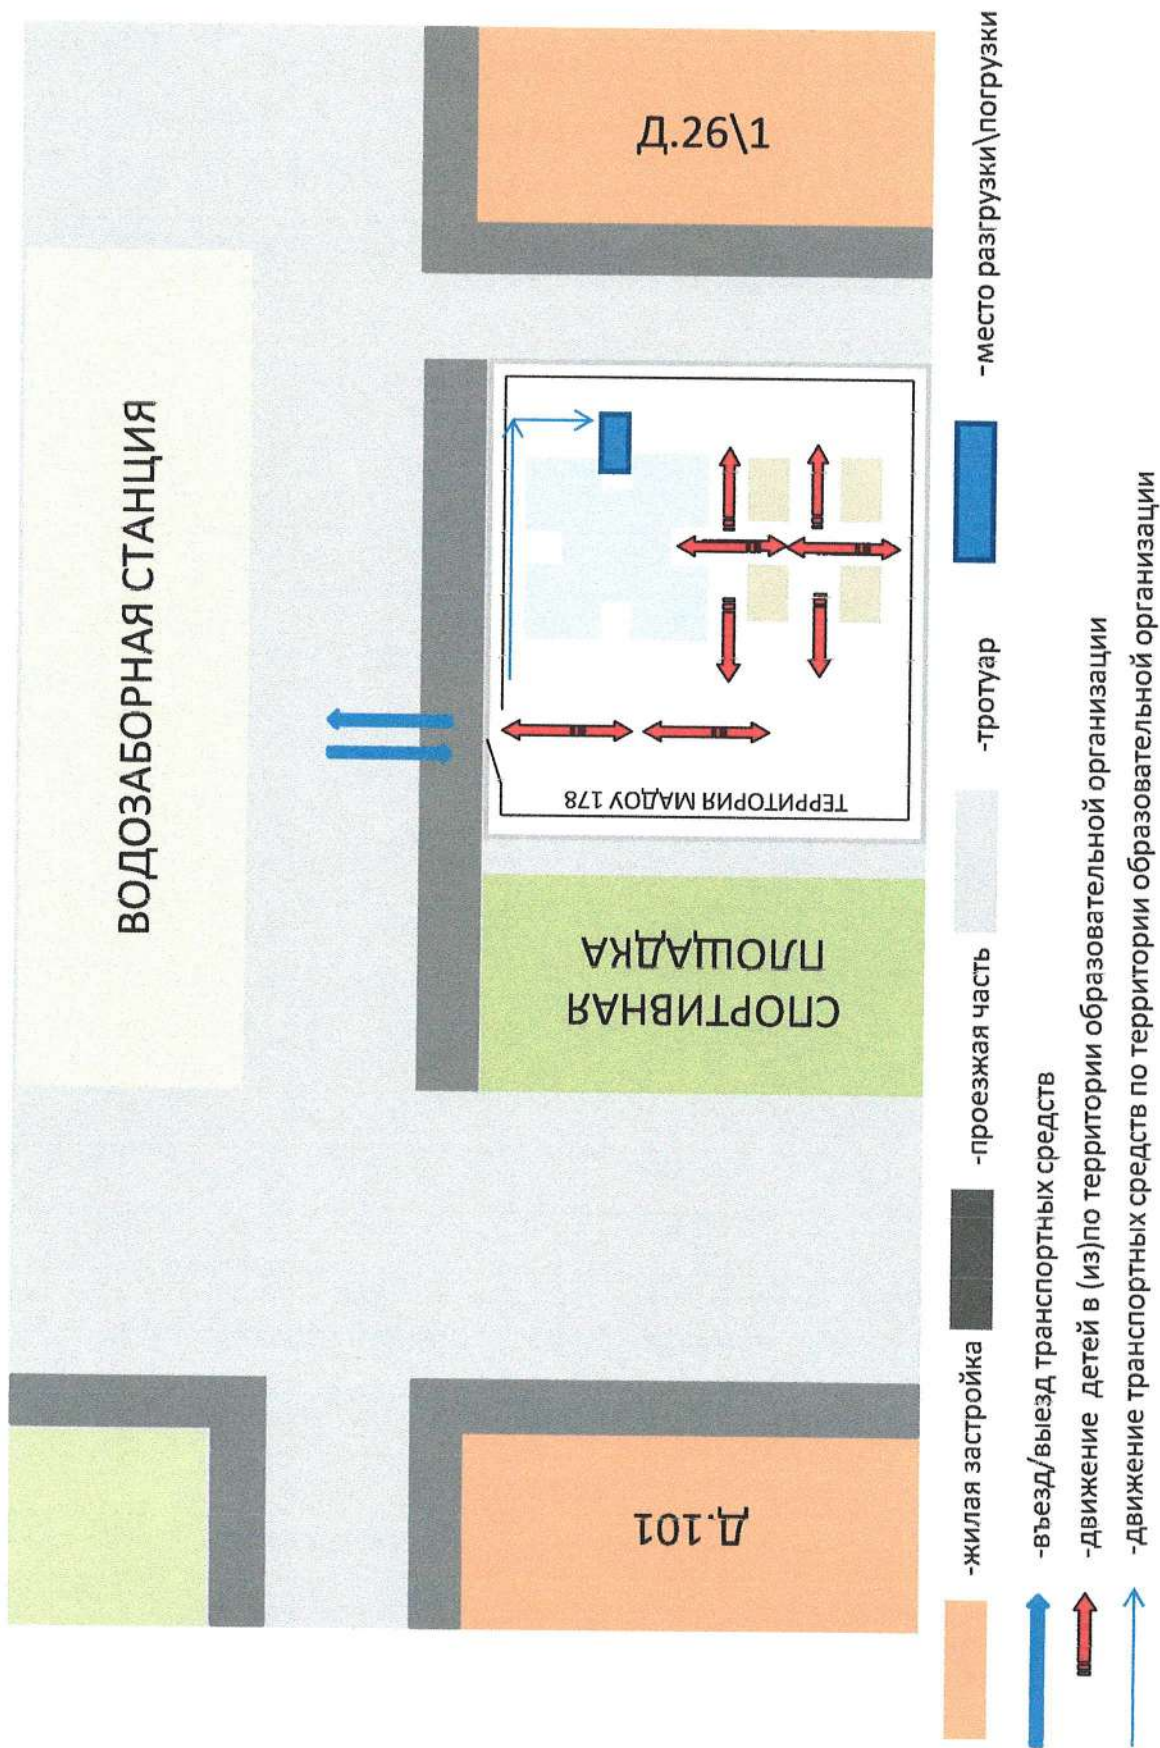 ВОДОЗАБОРНАЯ СТАНЦИЯ
Д.26\1
ТЕРРИТОРИЯ МАДОУ 178
СПОРТИВНАЯ
ПЛОЩАДКА
Д.101
-жилая застройка
-проезжая часть
-тротуар
-место разгрузки\погрузки
-въезд/выезд транспортных средств
-движение детей в (из)по территории образовательной организации
-движение транспортных средств по территории образовательной организации